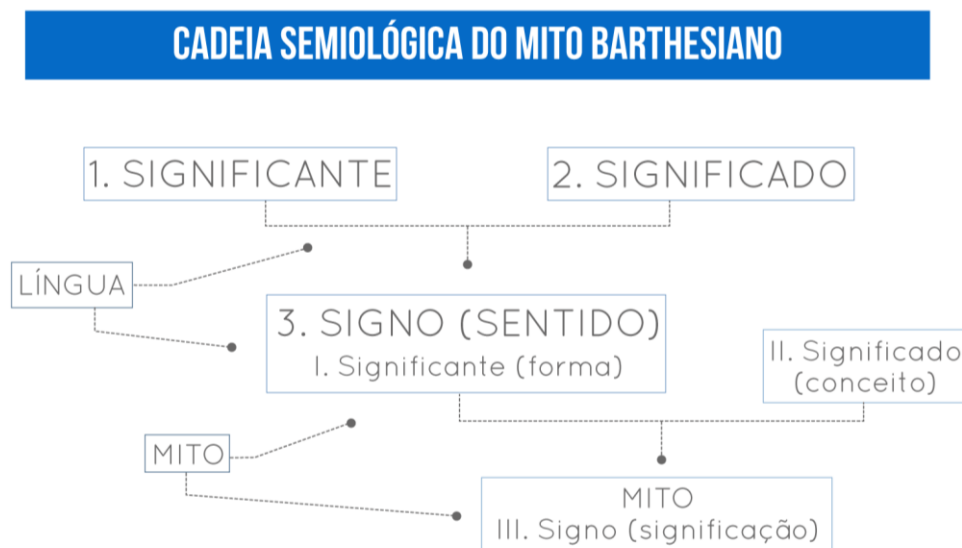 CADEIA SEMIOLÓGICA DO MITO BARTHESIANO
1. SIGNIFICANTE
2. SIGNIFICADO
LÍNGUA
3. SIGNO (SENTIDO)
I. Significante (forma)
II. Significado
(conceito)
MITO
MITO
III. Signo (significação)